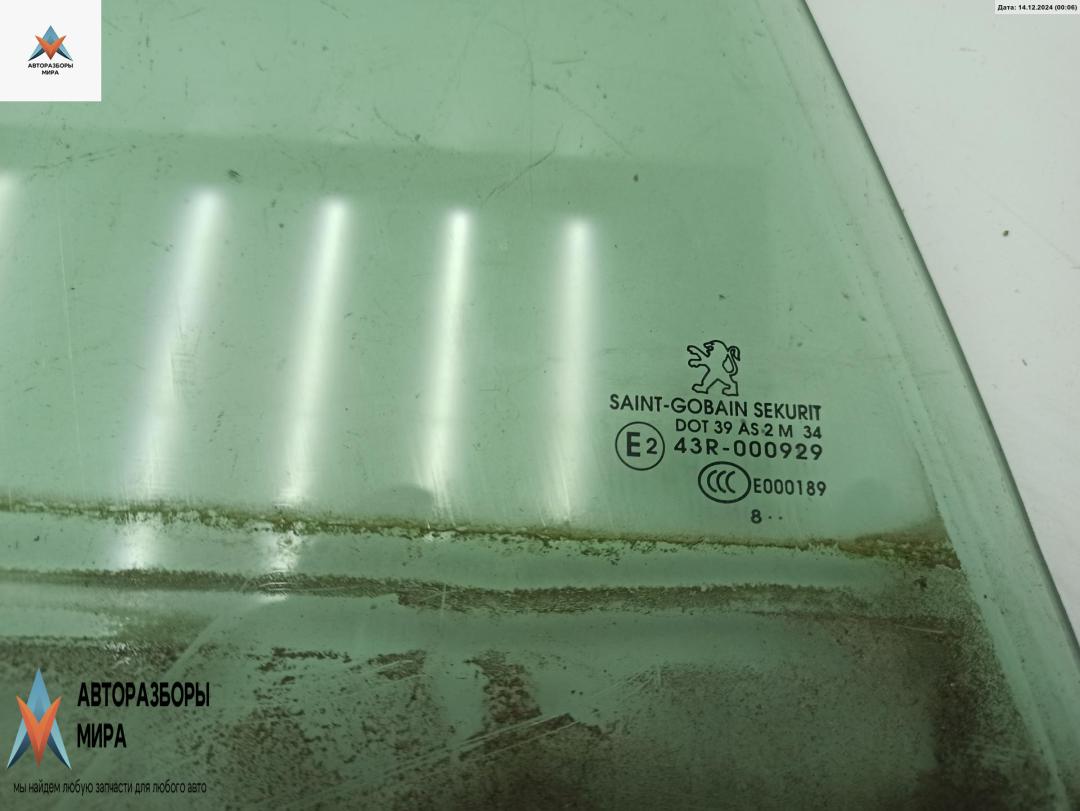 АВТОРАЗБОРЫ
МИРА
Дата: 14.12.2024 (00:06)
SAINT-GOBAIN SEKURIT
DOT 39 AS 2 M 34
E2 43R-000929
CCC E000189
8 ..
АВТОРАЗБОРЫ
МИРА
мы найдем любую запчасти для любого авто